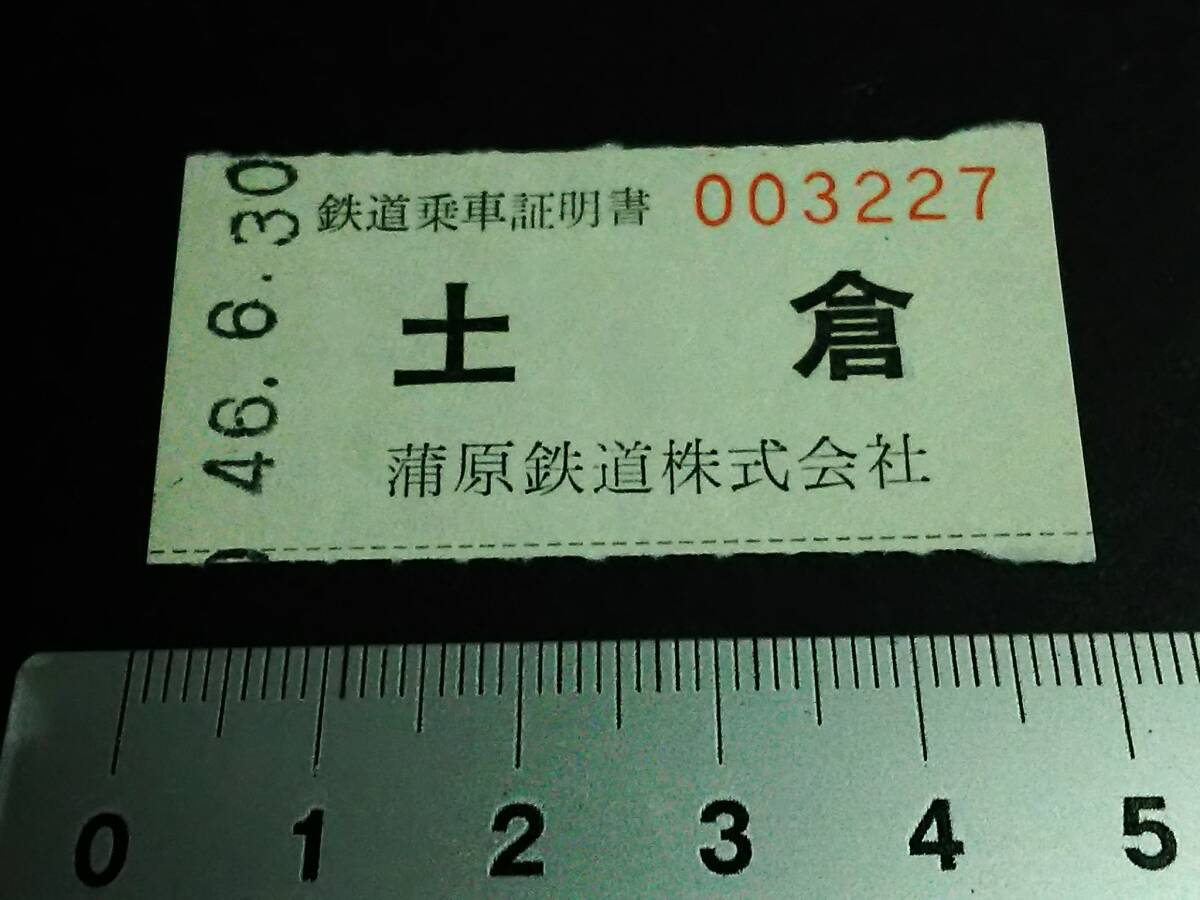 鉄道乗車証明書 003227
土倉
蒲原鉄道株式会社
46.6.30
0 1 2 3 4 5